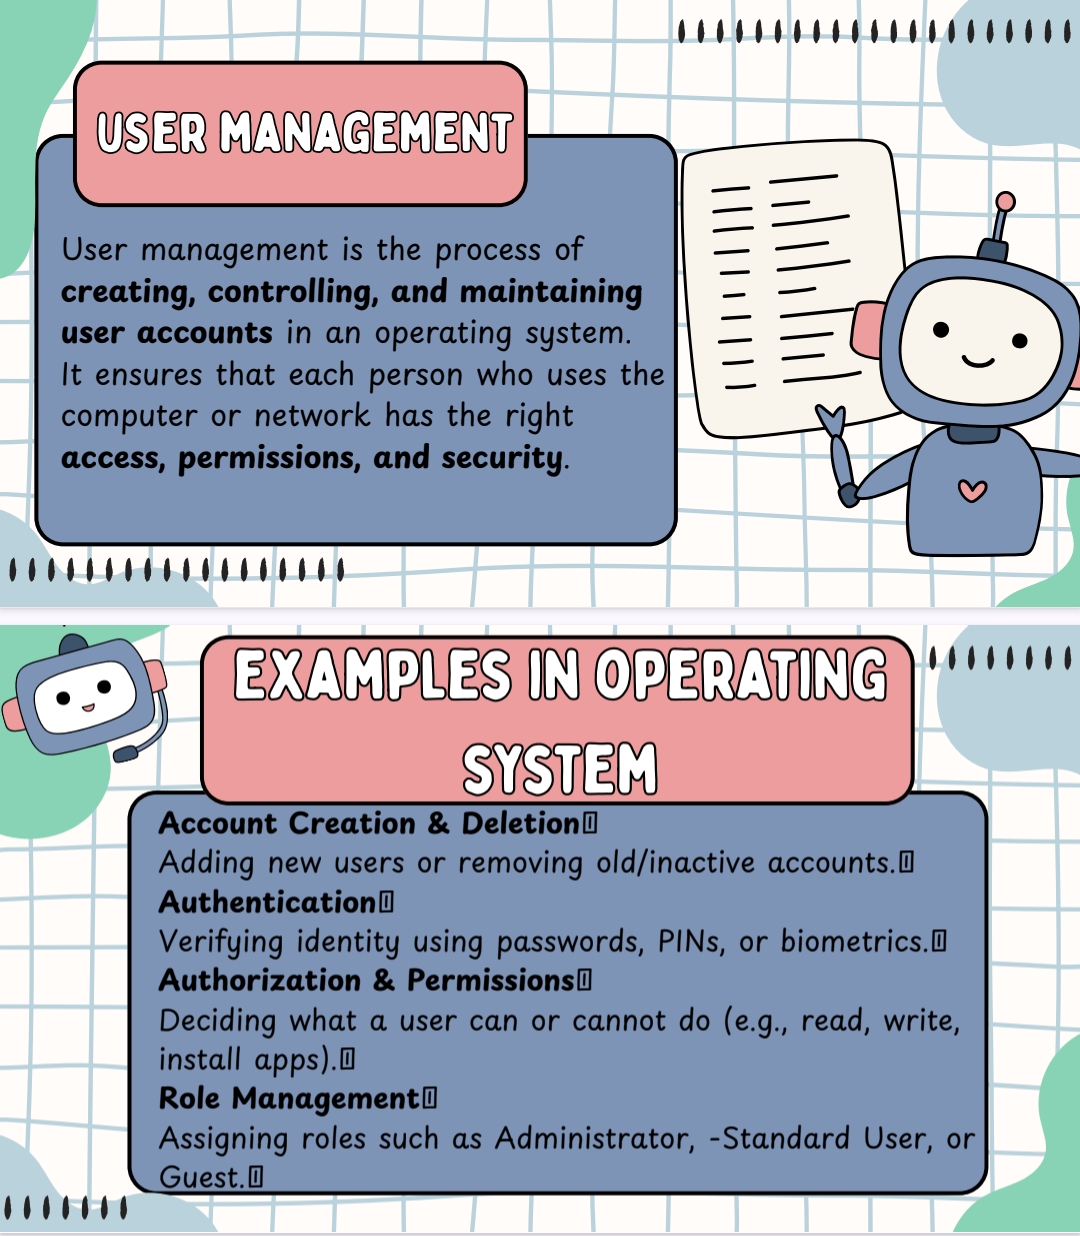 USER MANAGEMENT
User management is the process of
creating, controlling, and maintaining
user accounts in an operating system.
It ensures that each person who uses the
computer or network has the right
access, permissions, and security.
EXAMPLES IN OPERATING
SYSTEM
Account Creation & Deletion
Adding new users or removing old/inactive accounts.
Authentication
Verifying identity using passwords, PINs, or biometrics.
Authorization & Permissions
Deciding what a user can or cannot do (e.g., read, write,
install apps).
Role Management
Assigning roles such as Administrator, -Standard User, or
Guest.